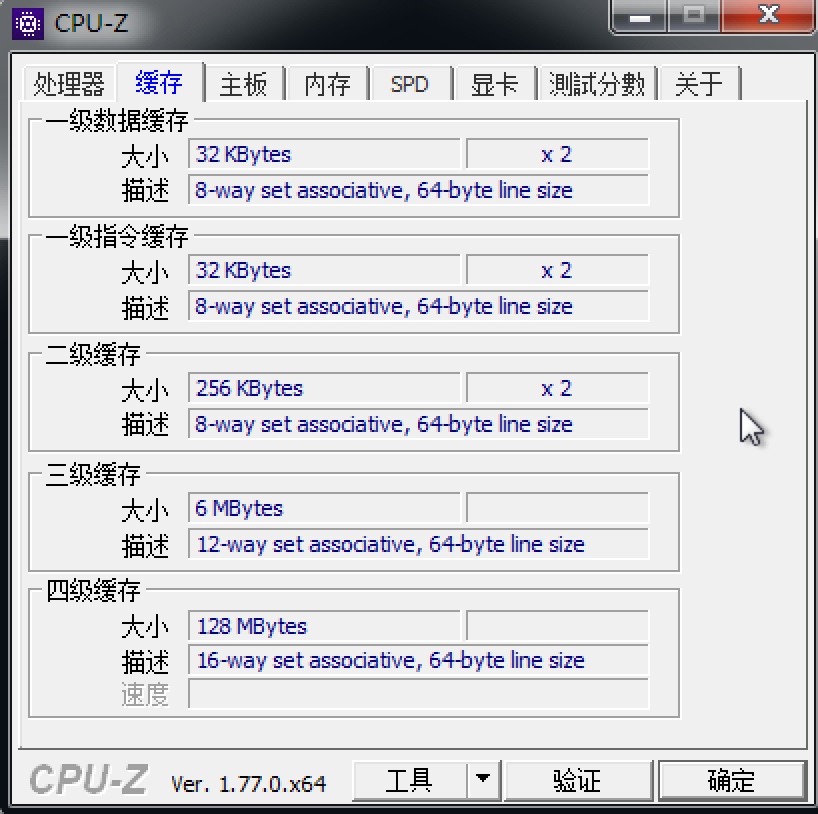 CPU-Z
处理器 缓存 主板 内存 SPD 显卡 測試分數 关于
一级数据缓存
大小 32 KBytes x 2
描述 8-way set associative, 64-byte line size
一级指令缓存
大小 32 KBytes x 2
描述 8-way set associative, 64-byte line size
二级缓存
大小 256 KBytes x 2
描述 8-way set associative, 64-byte line size
三级缓存
大小 6 MBytes
描述 12-way set associative, 64-byte line size
四级缓存
大小 128 MBytes
描述 16-way set associative, 64-byte line size
速度
CPU-Z Ver. 1.77.0.x64 工具 验证 确定